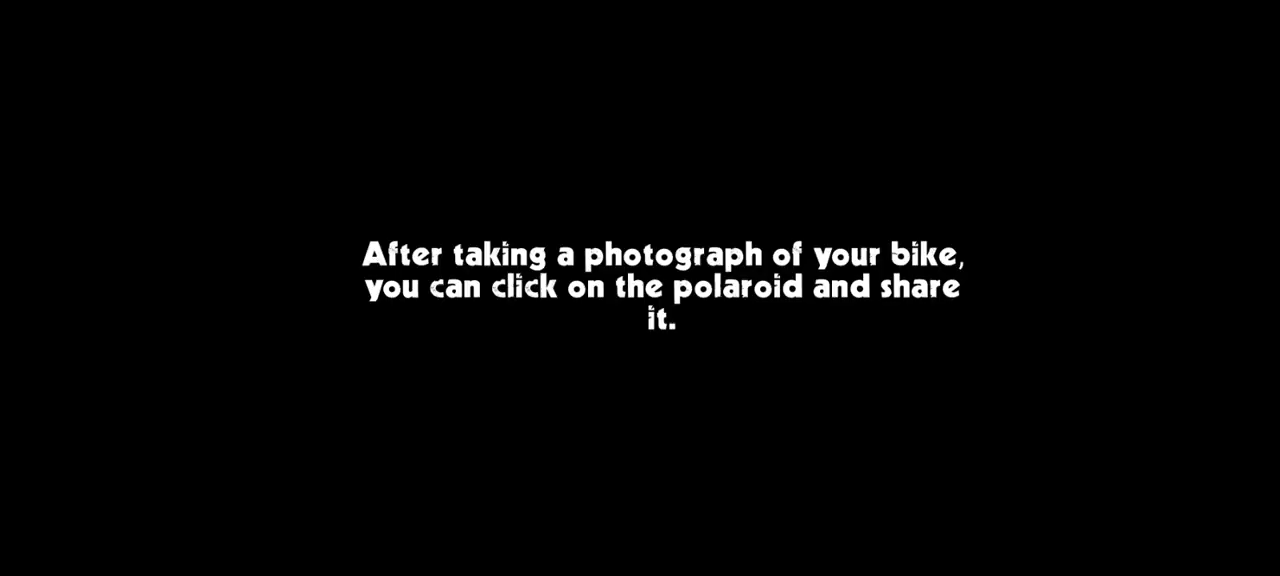 After taking a photograph of your bike,
you can click on the polaroid and share
it.